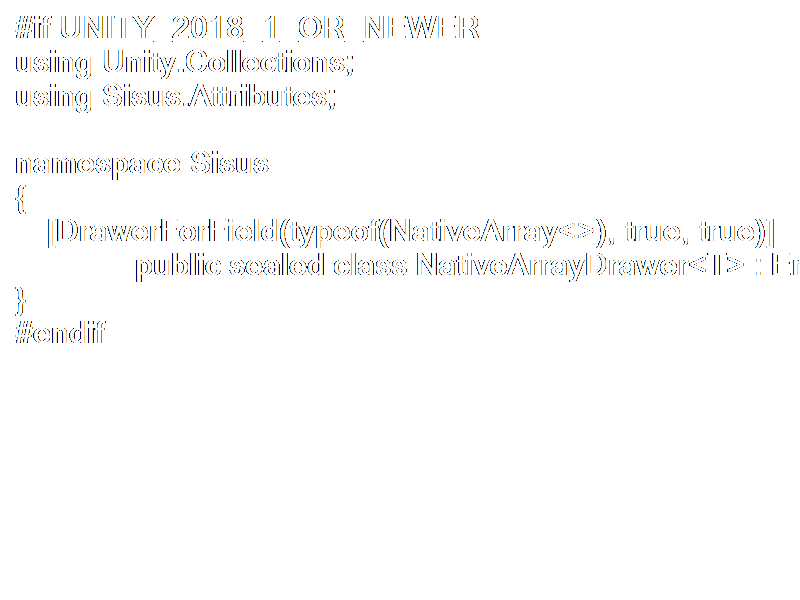 #if UNITY_2018_1_OR_NEWER
using Unity.Collections;
using Sisus.Attributes;
namespace Sisus
{
[DrawerForField(typeof(NativeArray<>), true, true)]
public sealed class NativeArrayDrawer<T> :
}
#endif